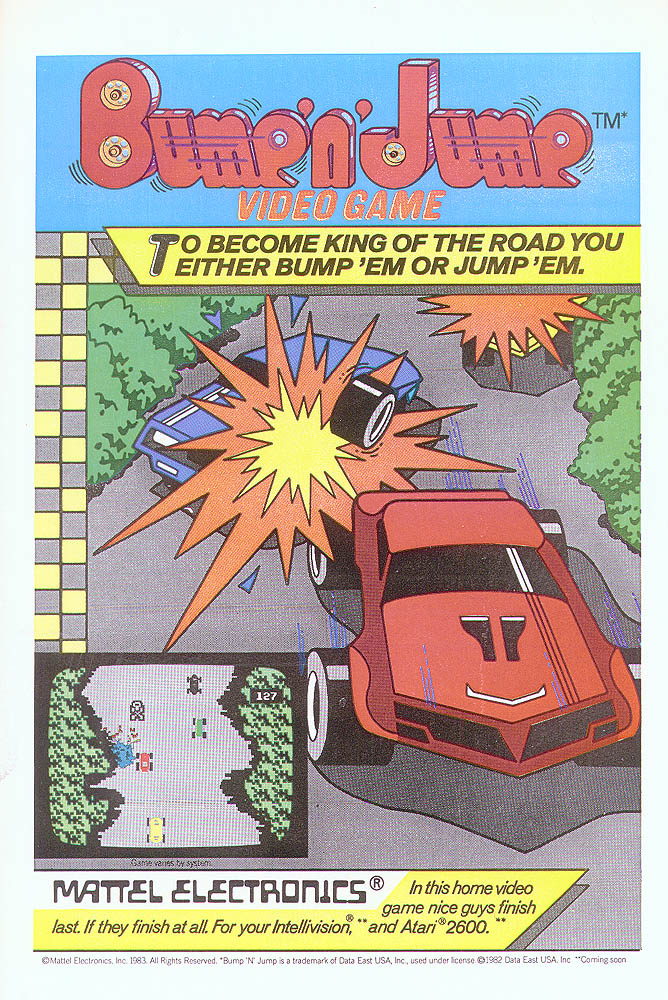 Bump 'n' Jump TM*
VIDEO GAME
TO BECOME KING OF THE ROAD YOU
EITHER BUMP 'EM OR JUMP 'EM.
127
Game varies by system.
MATTEL ELECTRONICS®
In this home video
game nice guys finish
last. If they finish at all. For your Intellivision,®** and Atari® 2600.**
©Mattel Electronics, Inc. 1983. All Rights Reserved. *Bump 'N' Jump is a trademark of Data East USA, Inc., used under license ©1982 Data East USA. Inc **Coming soon